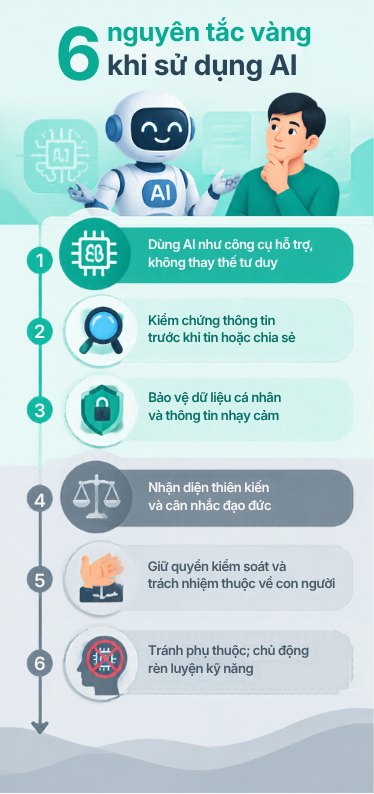 6
nguyên tắc vàng
khi sử dụng AI
AI
1
Dùng AI như công cụ hỗ trợ,
không thay thế tư duy
2
Kiểm chứng thông tin
trước khi tin hoặc chia sẻ
3
Bảo vệ dữ liệu cá nhân
và thông tin nhạy cảm
4
Nhận diện thiên kiến
và cân nhắc đạo đức
5
Giữ quyền kiểm soát và
trách nhiệm thuộc về con người
6
Tránh phụ thuộc; chủ động
rèn luyện kỹ năng